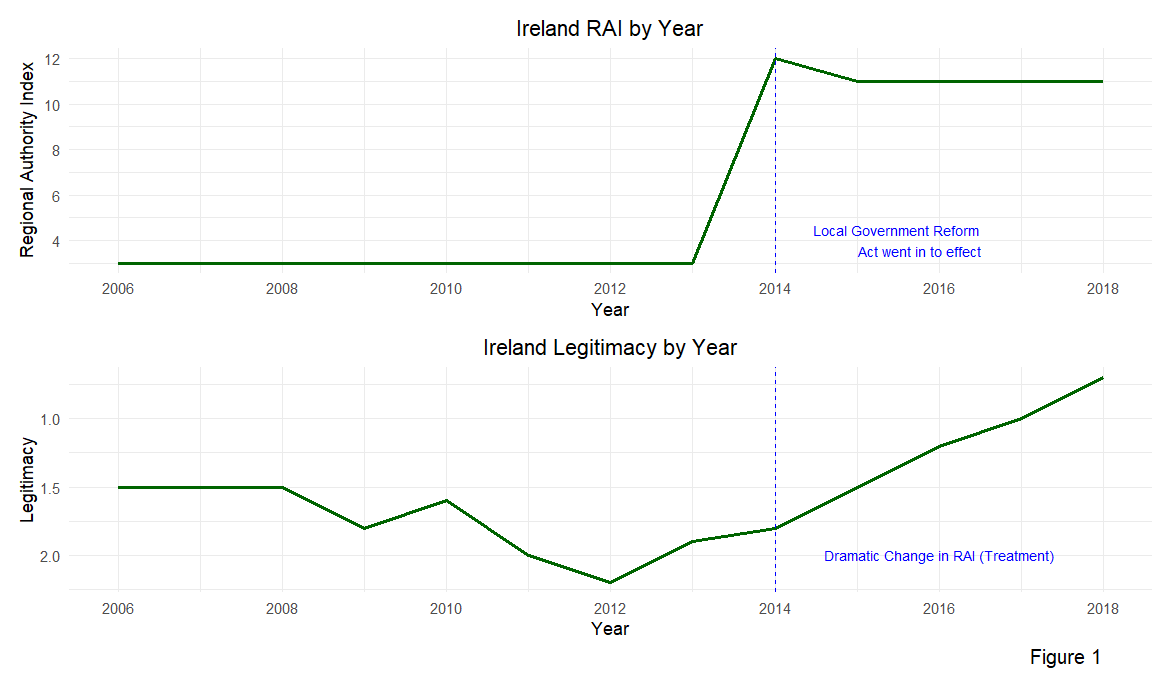 Ireland RAI by Year
Regional Authority Index
12
10
8
6
4
Local Government Reform
Act went in to effect
2006 2008 2010 2012 2014 2016 2018
Year
Ireland Legitimacy by Year
Legitimacy
1.0
1.5
2.0
Dramatic Change in RAI (Treatment)
2006 2008 2010 2012 2014 2016 2018
Year
Figure 1